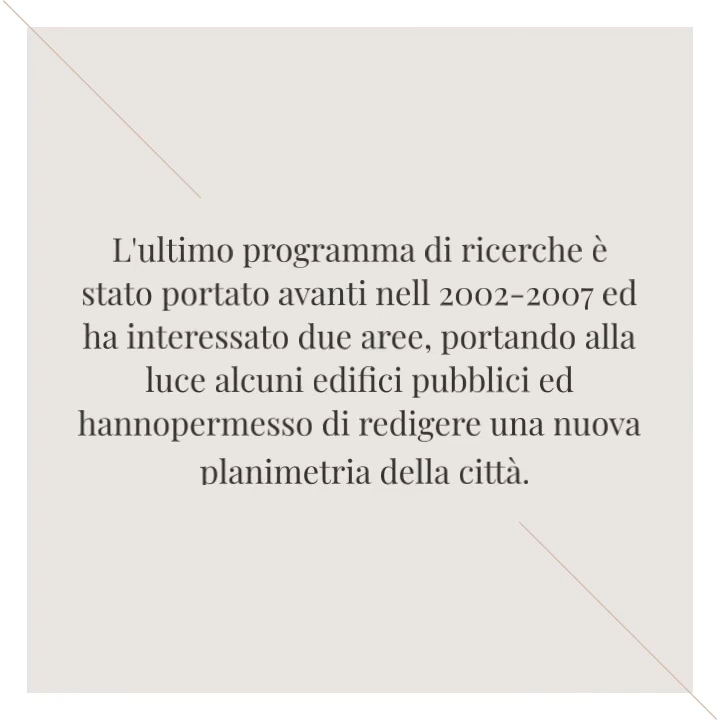 L'ultimo programma di ricerche è
stato portato avanti nell 2002-2007 ed
ha interessato due aree, portando alla
luce alcuni edifici pubblici ed
hannopermesso di redigere una nuova
planimetria della città.